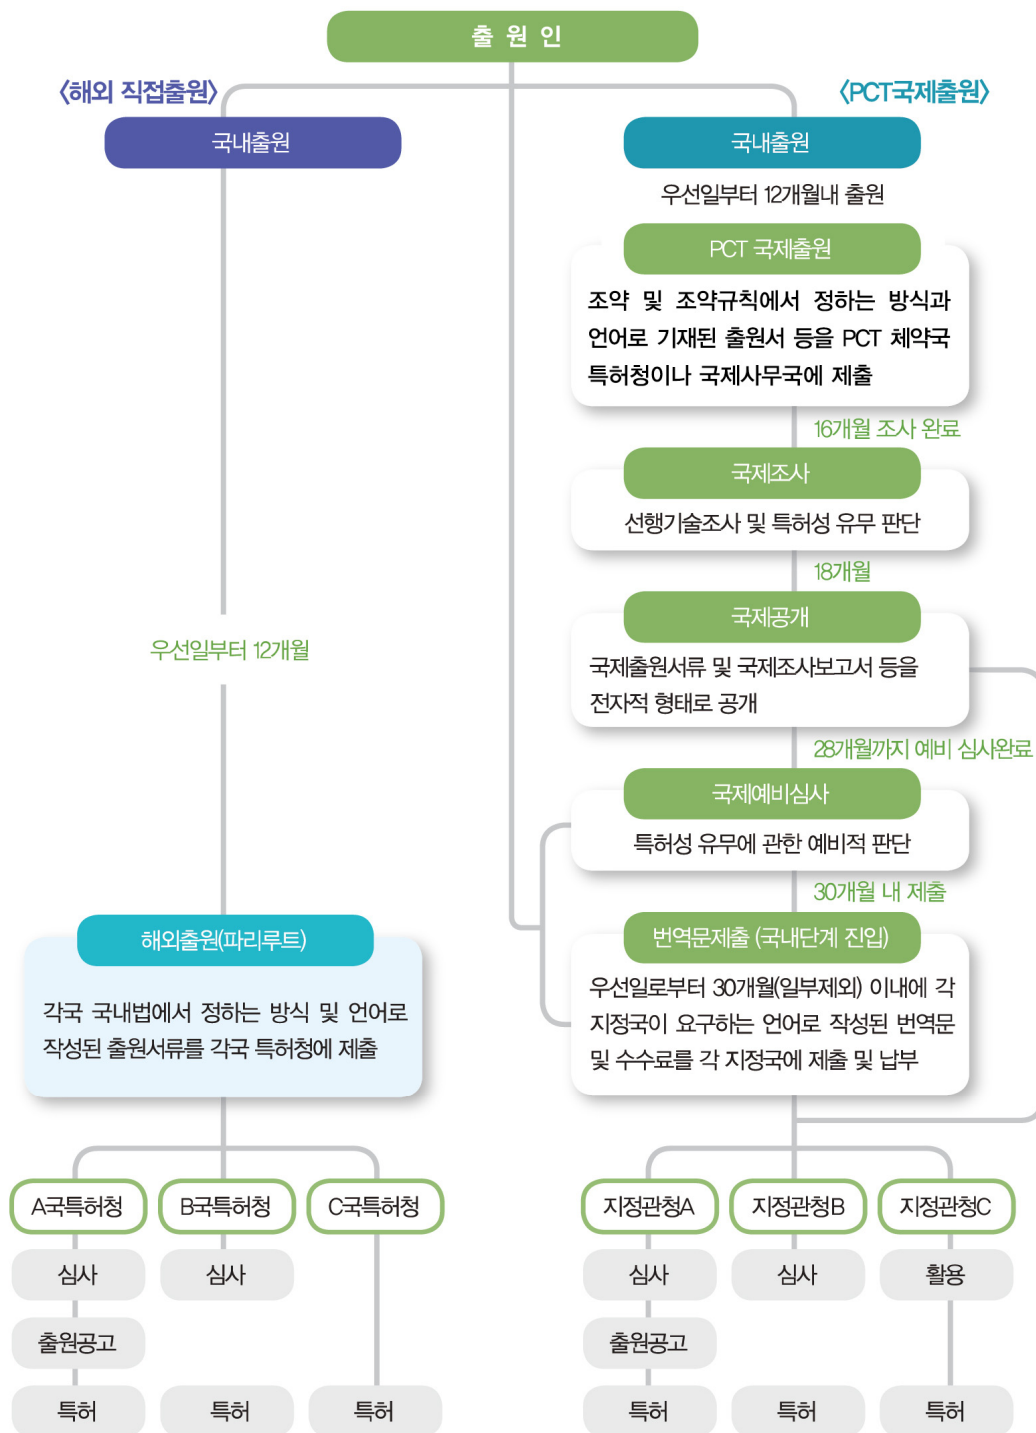 출 원 인
〈해외 직접출원〉
국내출원
우선일부터 12개월
해외출원(파리루트)
각국 국내법에서 정하는 방식 및 언어로
작성된 출원서류를 각국 특허청에 제출
A국특허청
B국특허청
C국특허청
심사
심사
출원공고
특허
특허
특허
〈PCT국제출원〉
국내출원
우선일부터 12개월내 출원
PCT 국제출원
조약 및 조약규칙에서 정하는 방식과
언어로 기재된 출원서 등을 PCT 체약국
특허청이나 국제사무국에 제출
16개월 조사 완료
국제조사
선행기술조사 및 특허성 유무 판단
18개월
국제공개
국제출원서류 및 국제조사보고서 등을
전자적 형태로 공개
28개월까지 예비 심사완료
국제예비심사
특허성 유무에 관한 예비적 판단
30개월 내 제출
번역문제출 (국내단계 진입)
우선일로부터 30개월(일부제외) 이내에 각
지정국이 요구하는 언어로 작성된 번역문
및 수수료를 각 지정국에 제출 및 납부
지정관청A
지정관청B
지정관청C
심사
심사
활용
출원공고
특허
특허
특허